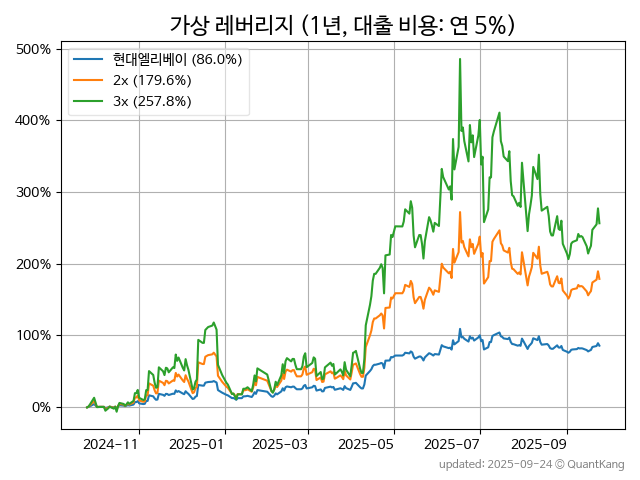 가상 레버리지 (1년, 대출 비용: 연 5%)
500%
400%
300%
200%
100%
0%
현대엘리베이 (86.0%)
2x (179.6%)
3x (257.8%)
2024-11
2025-01
2025-03
2025-05
2025-07
2025-09
updated: 2025-09-24 © QuantKang